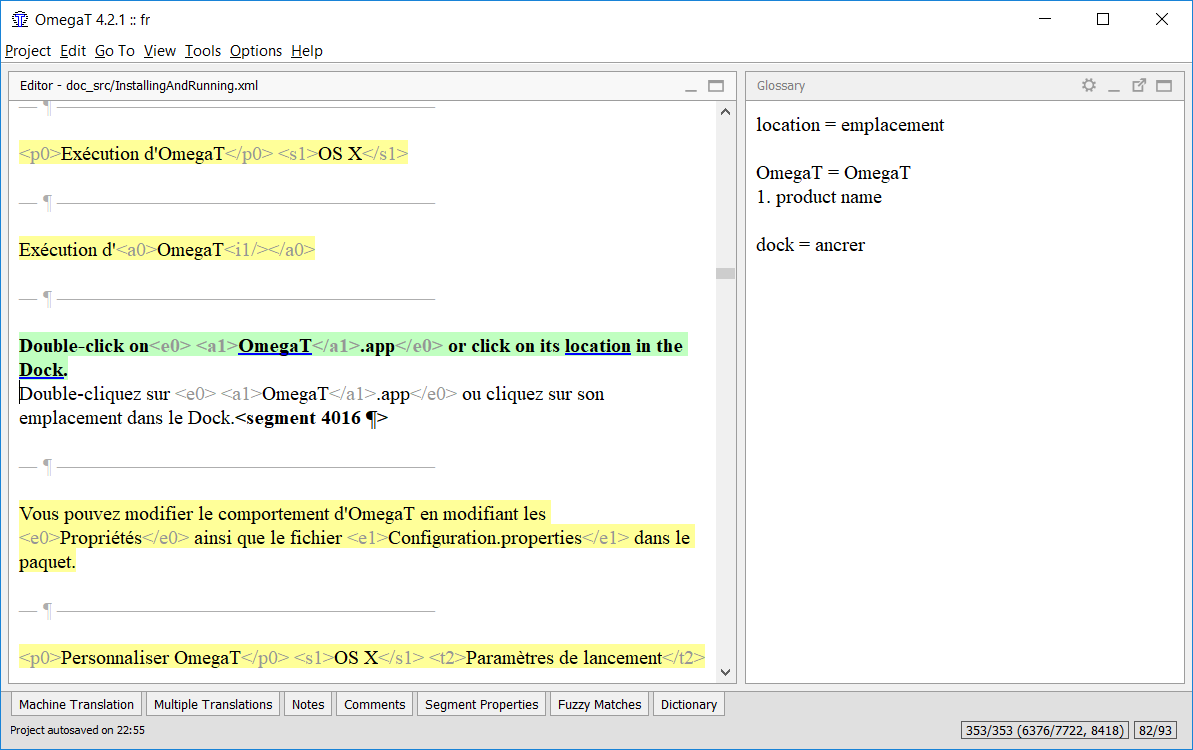 OmegaT 4.2.1 :: fr
Project Edit Go To View Tools Options Help
Editor - doc_src/InstallingAndRunning.xml
— ¶
<p0>Exécution d'OmegaT</p0> <s1>OS X</s1>
— ¶
Exécution d'<a0>OmegaT<i1/></a0>
— ¶
Double-click on<e0> <a1>OmegaT</a1>.app</e0> or click on its location in the
Dock.
Double-cliquez sur <e0> <a1>OmegaT</a1>.app</e0> ou cliquez sur son
emplacement dans le Dock.<segment 4016 ¶>
— ¶
Vous pouvez modifier le comportement d'OmegaT en modifiant les
<e0>Propriétés</e0> ainsi que le fichier <e1>Configuration.properties</e1> dans le
paquet.
— ¶
<p0>Personnaliser OmegaT</p0> <s1>OS X</s1> <t2>Paramètres de lancement</t2>
Glossary
location = emplacement
OmegaT = OmegaT
1. product name
dock = ancrer
Machine Translation Multiple Translations Notes Comments Segment Properties Fuzzy Matches Dictionary
Project autosaved on 22:55
353/353 (6376/7722, 8418) 82/93